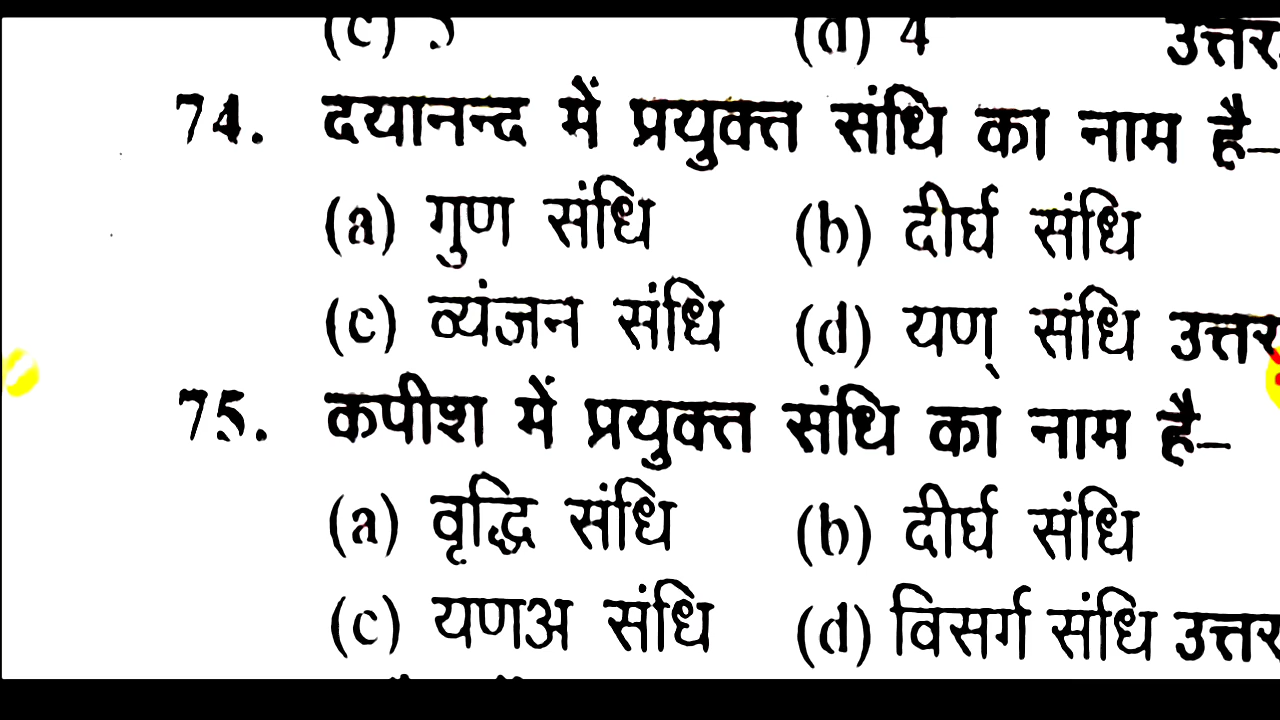 (d) 4 उत्तर
74. दयानन्द में प्रयुक्त संधि का नाम है–
(a) गुण संधि (b) दीर्घ संधि
(c) व्यंजन संधि (d) यण् संधि उत्तर
75. कपीश में प्रयुक्त संधि का नाम है–
(a) वृद्धि संधि (b) दीर्घ संधि
(c) यणअ संधि (d) विसर्ग संधि उत्तर